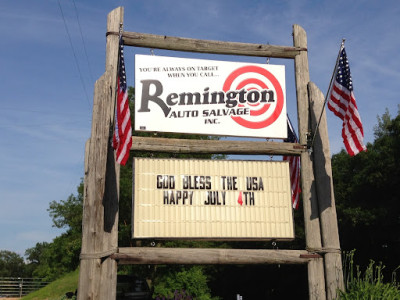 YOU'RE ALWAYS ON TARGET
WHEN YOU CALL...
Remington
AUTO SALVAGE
INC.
GOD BLESS THE USA
HAPPY JULY 4TH